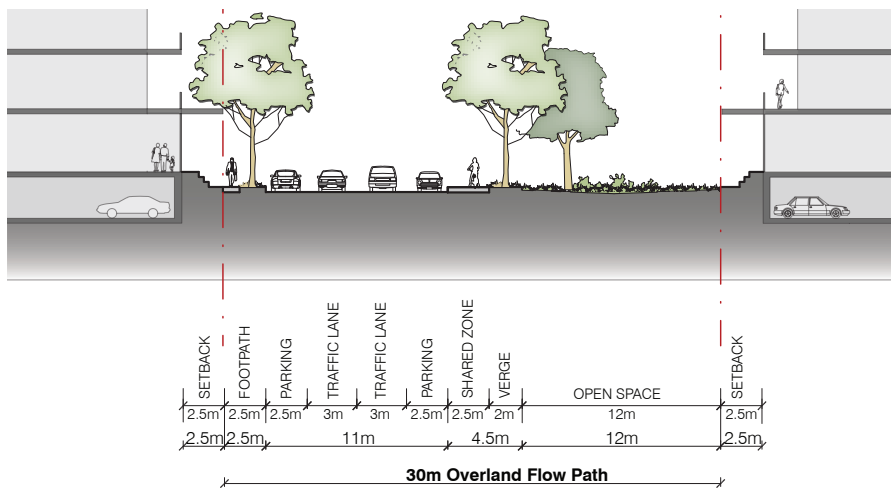 SETBACK
FOOTPATH
PARKING
TRAFFIC LANE
TRAFFIC LANE
PARKING
SHARED ZONE
VERGE
OPEN SPACE
SETBACK
2.5m 2.5m 2.5m 3m 3m 2.5m 2.5m 2m 12m 2.5m
2.5m 2.5m 11m 4.5m 12m 2.5m
30m Overland Flow Path